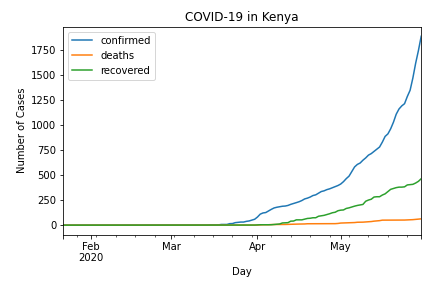 COVID-19 in Kenya
confirmed
deaths
recovered
Number of Cases
1750
1500
1250
1000
750
500
250
0
Feb Mar Apr May
2020
Day